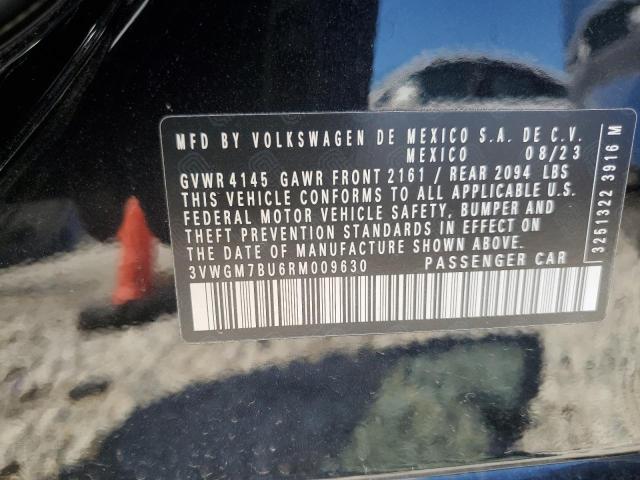 MFD BY VOLKSWAGEN DE MEXICO S.A. DE C.V.
MEXICO 08/23
GVWR 4145 GAWR FRONT 2161 / REAR 2094 LBS
THIS VEHICLE CONFORMS TO ALL APPLICABLE U.S.
FEDERAL MOTOR VEHICLE SAFETY, BUMPER AND
THEFT PREVENTION STANDARDS IN EFFECT ON
THE DATE OF MANUFACTURE SHOWN ABOVE.
3VWGM7BU6RM009630 PASSENGER CAR
3251322 3916 M